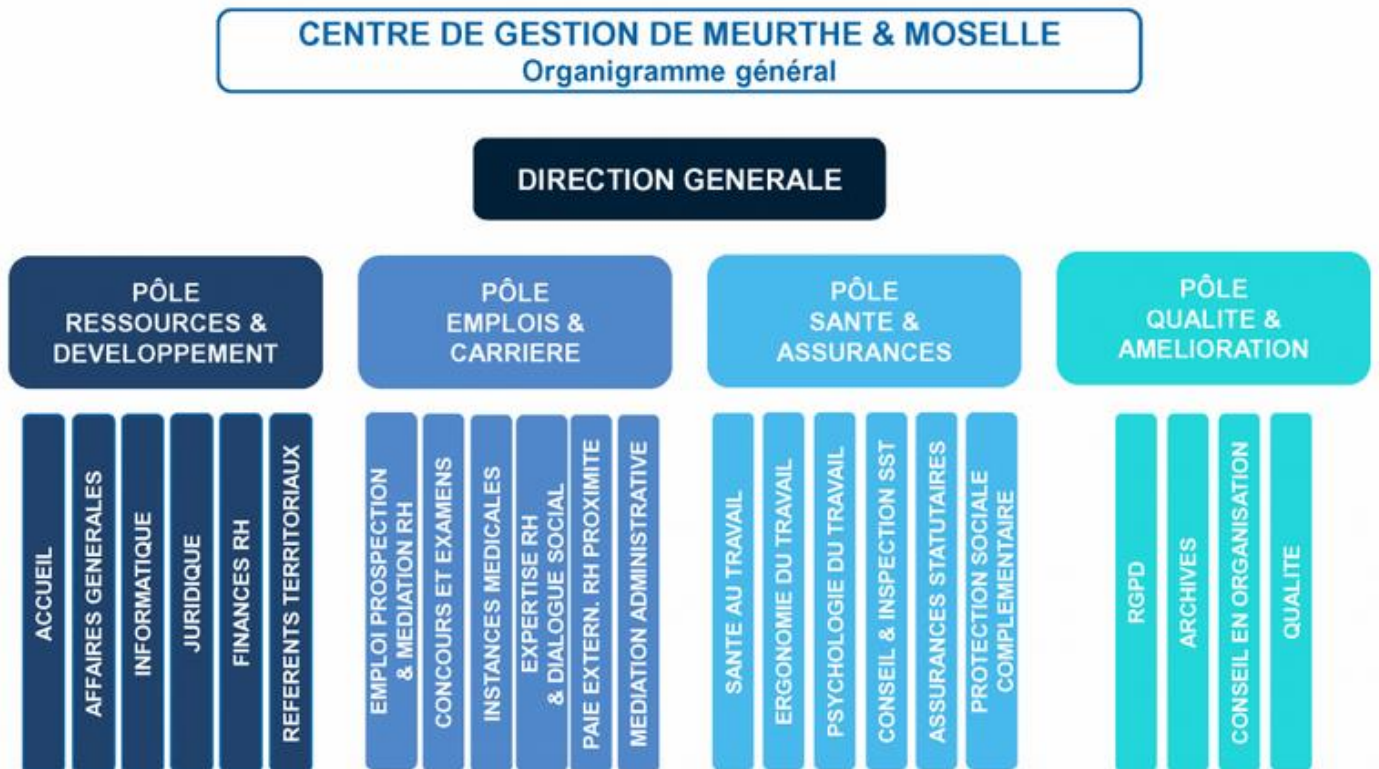 CENTRE DE GESTION DE MEURTHE & MOSELLE
Organigramme général
DIRECTION GENERALE
PÔLE
RESSOURCES &
DEVELOPPEMENT
ACCUEIL
AFFAIRES GENERALES
INFORMATIQUE
JURIDIQUE
FINANCES RH
REFERENTS TERRITORIAUX
PÔLE
EMPLOIS &
CARRIERE
EMPLOI PROSPECTION
& MEDIATION RH
CONCOURS ET EXAMENS
INSTANCES MEDICALES
EXPERTISE RH
& DIALOGUE SOCIAL
PAIE EXTERN. RH PROXIMITE
MEDIATION ADMINISTRATIVE
PÔLE
SANTE &
ASSURANCES
SANTE AU TRAVAIL
ERGONOMIE DU TRAVAIL
PSYCHOLOGIE DU TRAVAIL
CONSEIL & INSPECTION SST
ASSURANCES STATUTAIRES
PROTECTION SOCIALE
COMPLEMENTAIRE
PÔLE
QUALITE &
AMELIORATION
RGPD
ARCHIVES
CONSEIL EN ORGANISATION
QUALITE